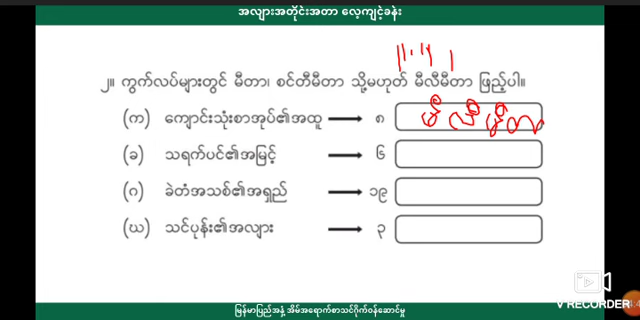 အလျားအတိုင်းအတာ လေ့ကျင့်ခန်း
၂။ ကွက်လပ်များတွင် မီတာ၊ စင်တီမီတာ သို့မဟုတ် မီလီမီတာ ဖြည့်ပါ။
(က) ကျောင်းသုံးစာအုပ်၏အထူ → ၈ မီလီမီတာ
(ခ) သရက်ပင်၏အမြင့် → ၆
(ဂ) ခဲတံအသစ်၏အရှည် → ၁၉
(ဃ) သင်ပုန်း၏အလျား → ၃
V RECORDER
မြန်မာပြည်အနှံ့ အိမ်အရောက်စာသင်ဝိုက်ဝန်ဆောင်မှု